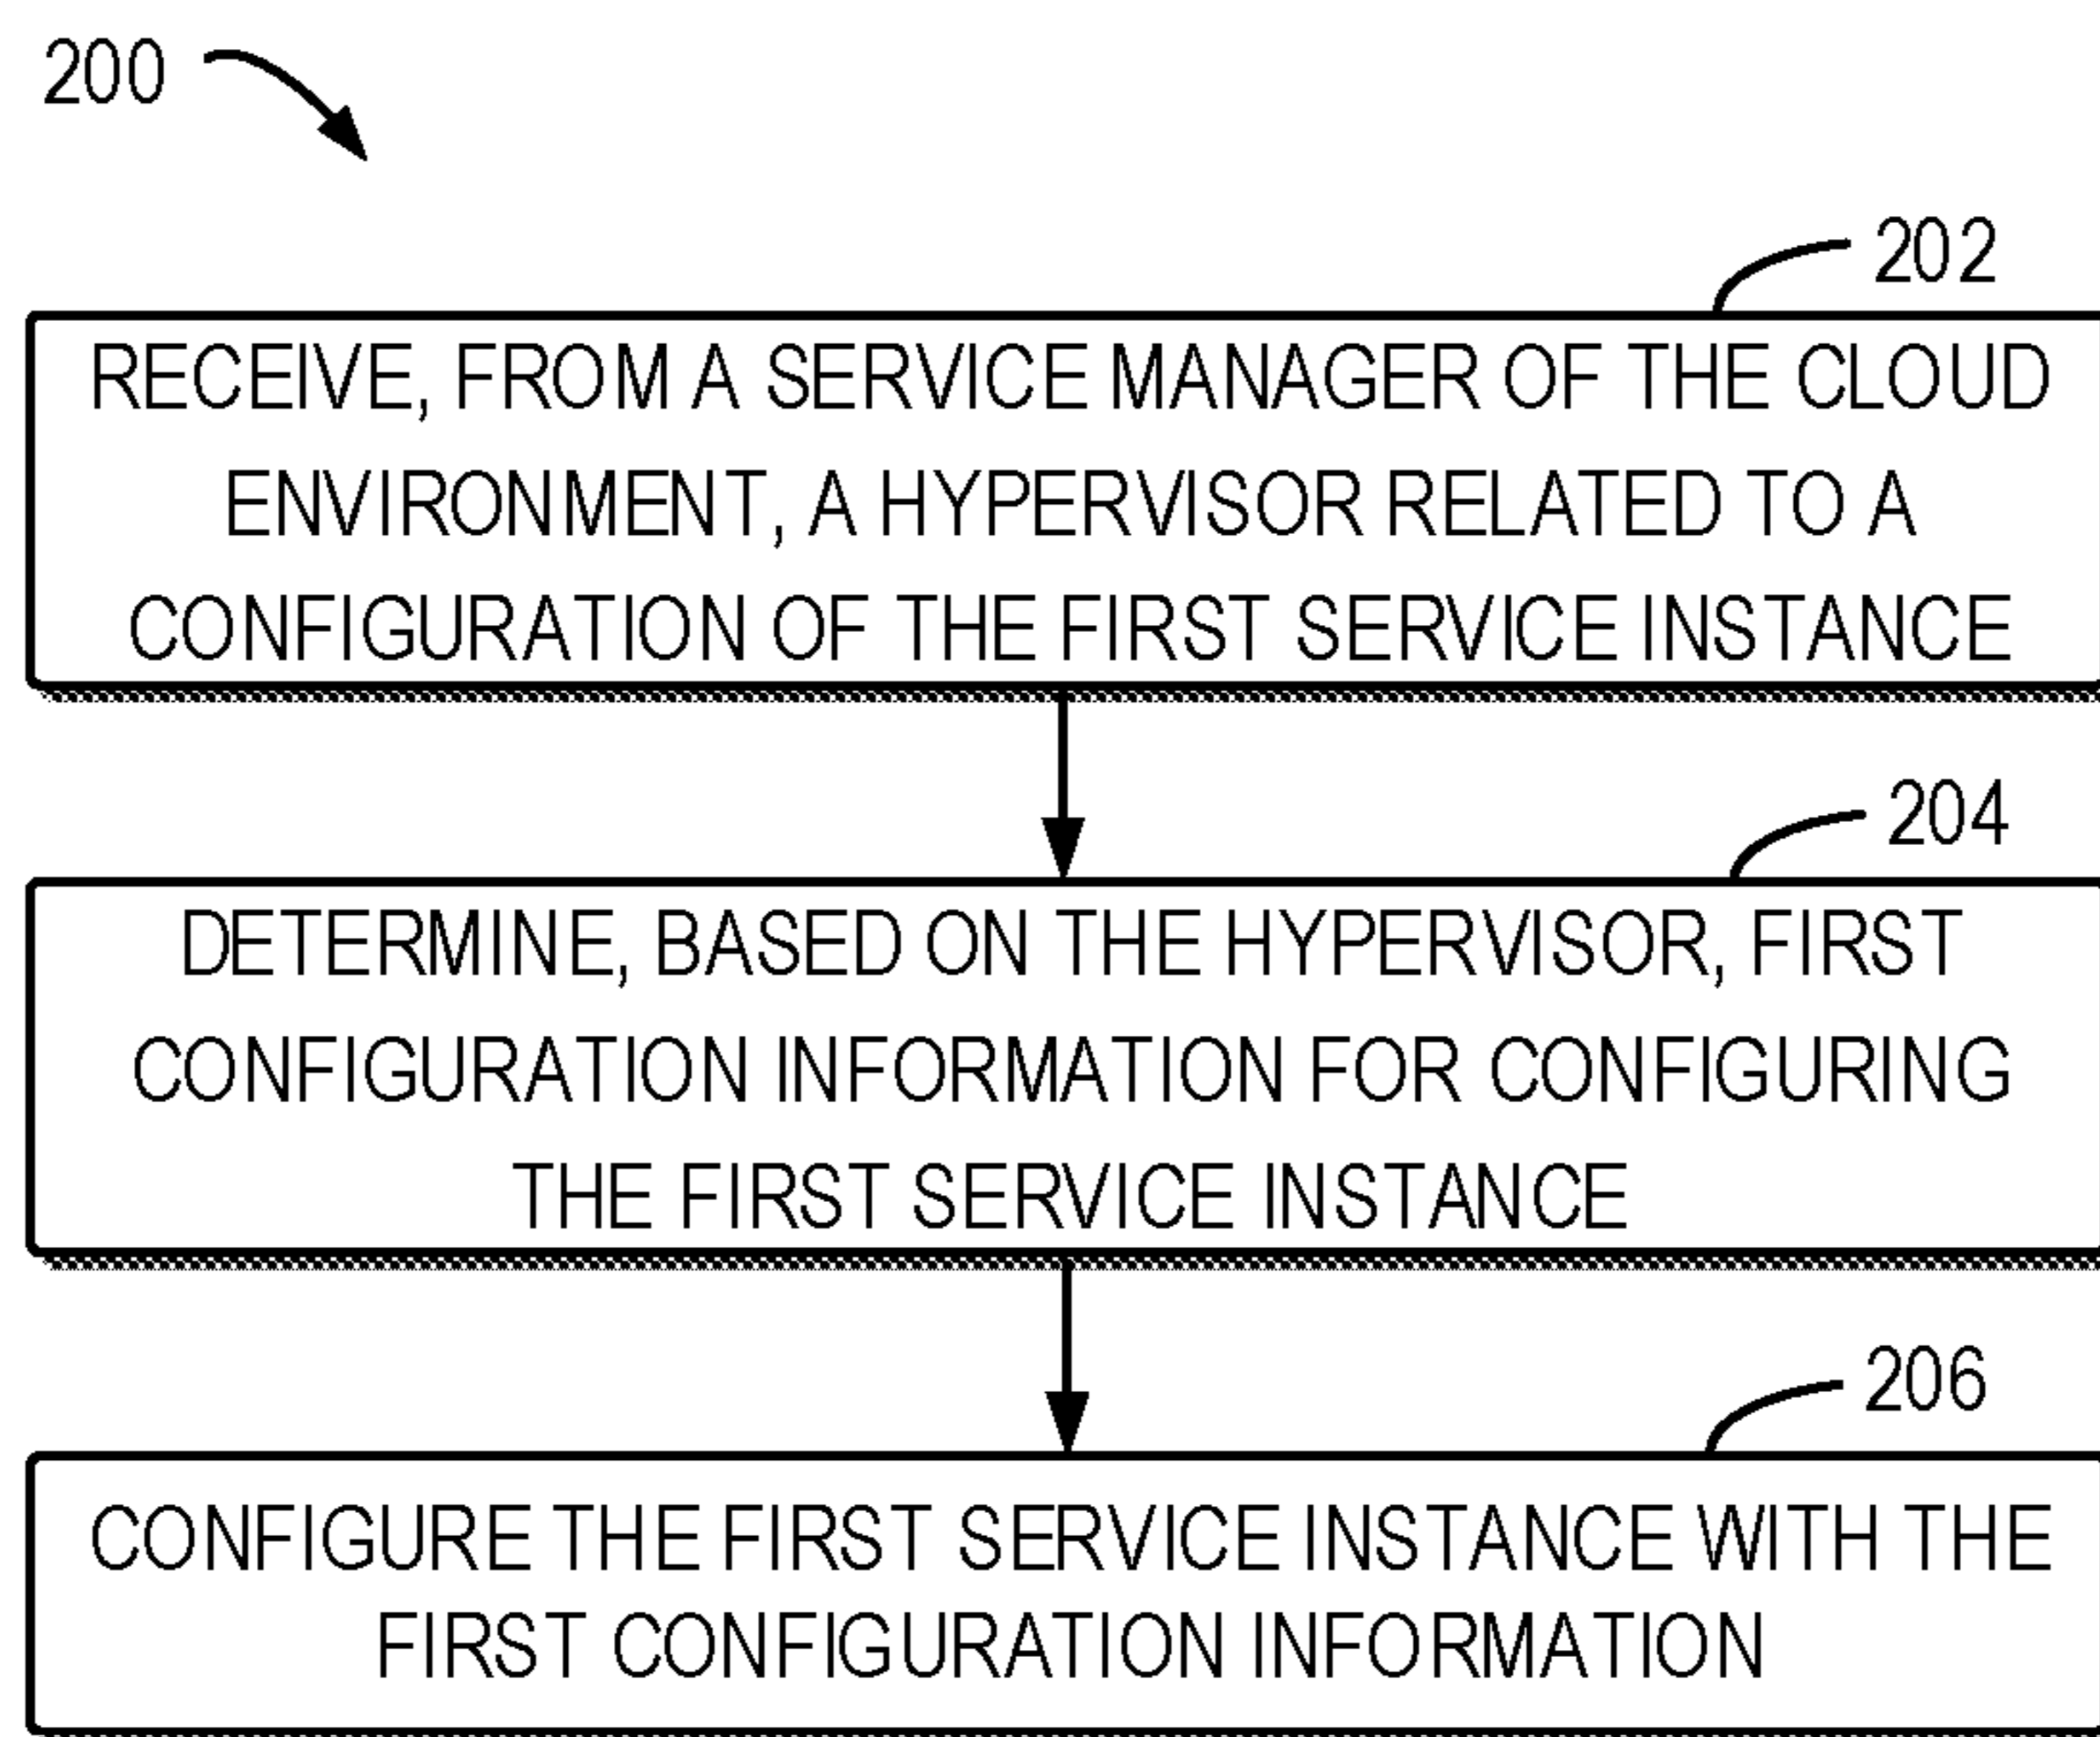 200
202
RECEIVE, FROM A SERVICE MANAGER OF THE CLOUD
ENVIRONMENT, A HYPERVISOR RELATED TO A
CONFIGURATION OF THE FIRST SERVICE INSTANCE
204
DETERMINE, BASED ON THE HYPERVISOR, FIRST
CONFIGURATION INFORMATION FOR CONFIGURING
THE FIRST SERVICE INSTANCE
206
CONFIGURE THE FIRST SERVICE INSTANCE WITH THE
FIRST CONFIGURATION INFORMATION